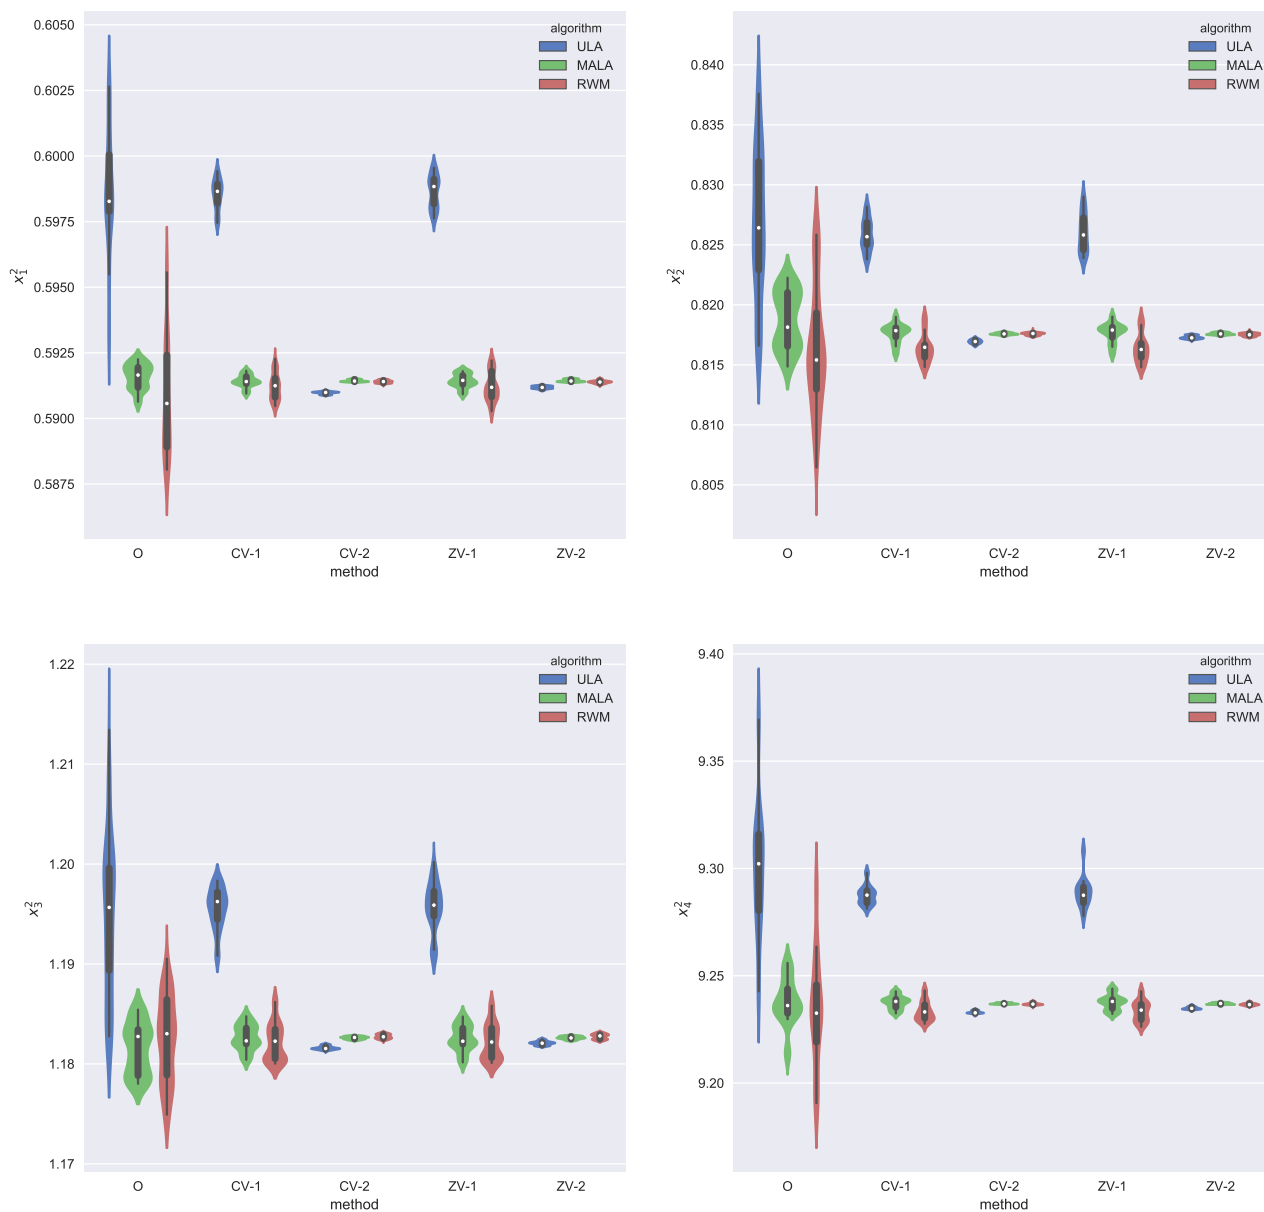 0.6050
0.6025
0.6000
0.5975
0.5950
0.5925
0.5900
0.5875
x₁²
O CV-1 CV-2 ZV-1 ZV-2
method
algorithm
ULA
MALA
RWM
0.840
0.835
0.830
0.825
0.820
0.815
0.810
0.805
x₂²
O CV-1 CV-2 ZV-1 ZV-2
method
algorithm
ULA
MALA
RWM
1.22
1.21
1.20
1.19
1.18
1.17
x₃²
O CV-1 CV-2 ZV-1 ZV-2
method
algorithm
ULA
MALA
RWM
9.40
9.35
9.30
9.25
9.20
x₄²
O CV-1 CV-2 ZV-1 ZV-2
method
algorithm
ULA
MALA
RWM